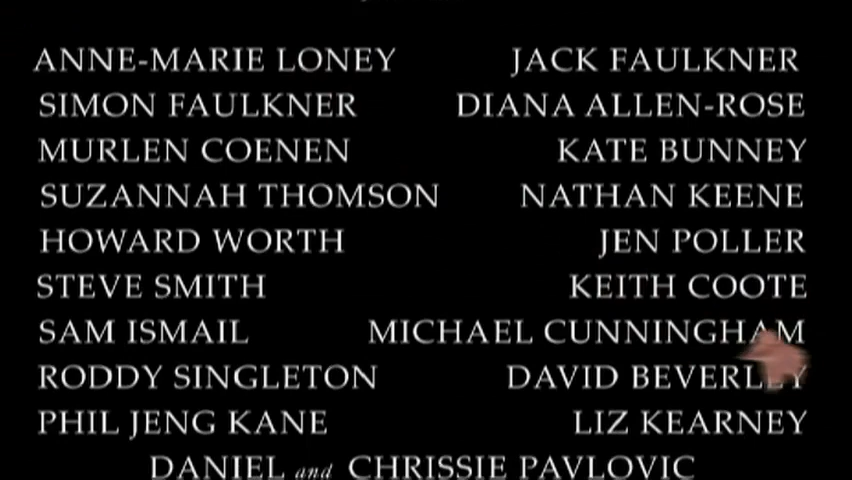 ANNE-MARIE LONEY JACK FAULKNER
SIMON FAULKNER DIANA ALLEN-ROSE
MURLEN COENEN KATE BUNNEY
SUZANNAH THOMSON NATHAN KEENE
HOWARD WORTH JEN POLLER
STEVE SMITH KEITH COOTE
SAM ISMAIL MICHAEL CUNNINGHAM
RODDY SINGLETON DAVID BEVERLEY
PHIL JENG KANE LIZ KEARNEY
DANIEL and CHRISSIE PAVLOVIC